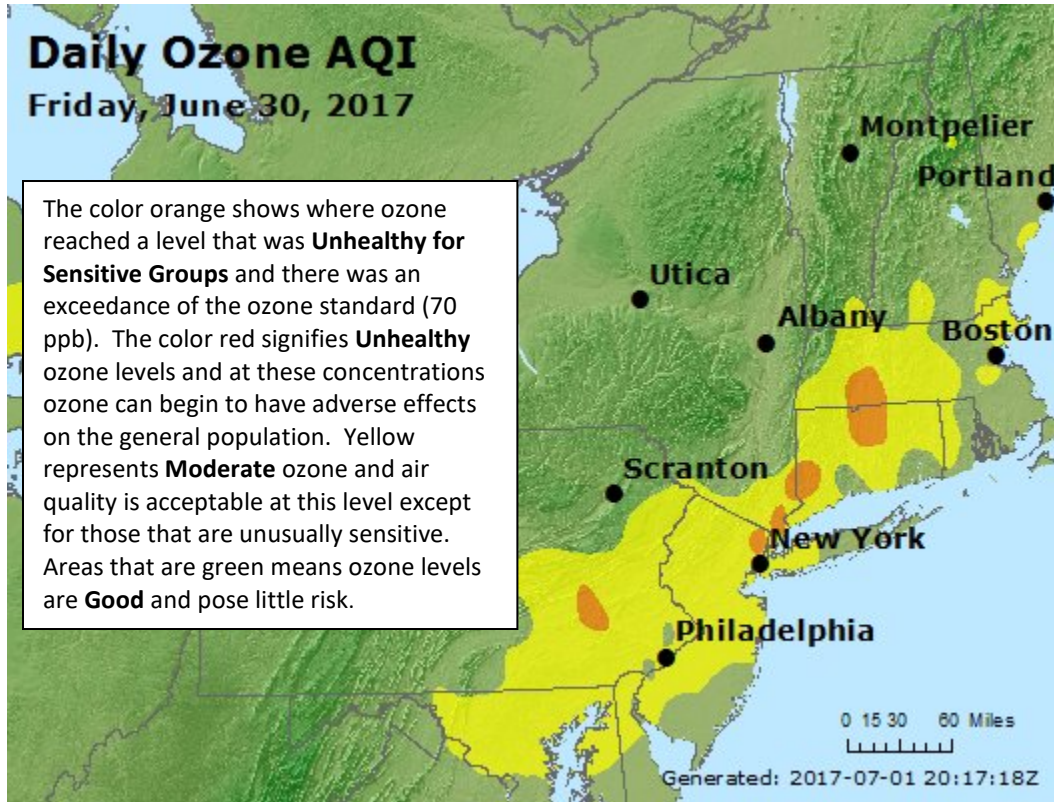 Daily Ozone AQI
Friday, June 30, 2017
Montpelier
Portland
The color orange shows where ozone
reached a level that was Unhealthy for
Sensitive Groups and there was an
exceedance of the ozone standard (70
ppb). The color red signifies Unhealthy
ozone levels and at these concentrations
ozone can begin to have adverse effects
on the general population. Yellow
represents Moderate ozone and air
quality is acceptable at this level except
for those that are unusually sensitive.
Areas that are green means ozone levels
are Good and pose little risk.
Utica
Albany
Boston
Scranton
New York
Philadelphia
0 15 30 60 Miles
Generated: 2017-07-01 20:17:18Z